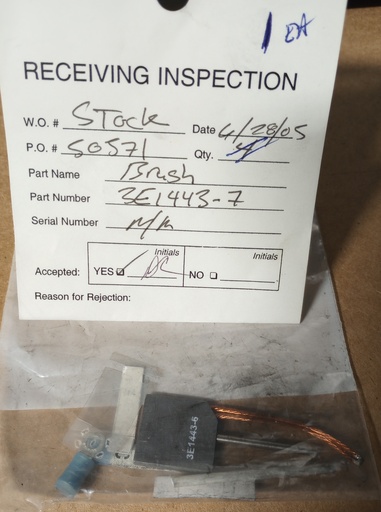 1 EA
RECEIVING INSPECTION
W.O. # Stock Date 4/28/05
P.O. # 50571 Qty.
Part Name Brush
Part Number 3E1443-7
Serial Number N/A
Initials Initials
Accepted: YES NO
Reason for Rejection:
3E1443-6